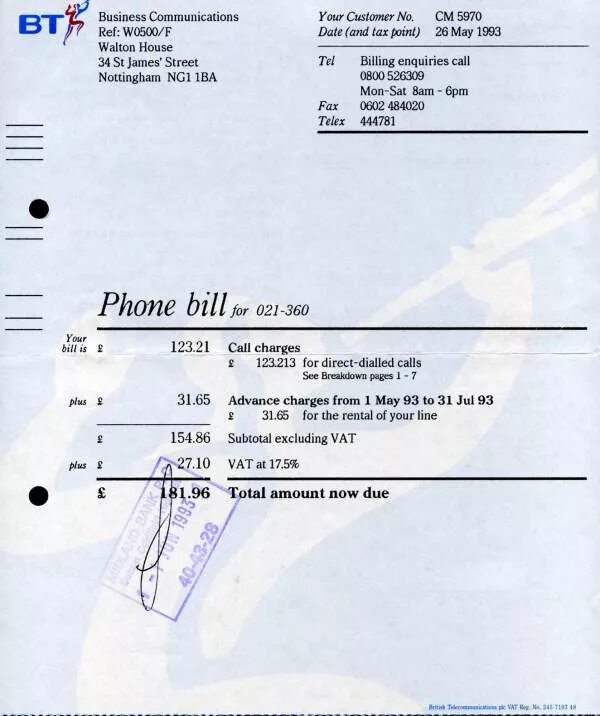 BT
Business Communications
Ref: W0500/F
Walton House
34 St James' Street
Nottingham NG1 1BA
Your Customer No. CM 5970
Date (and tax point) 26 May 1993
Tel Billing enquiries call
0800 526309
Mon-Sat 8am - 6pm
Fax 0602 484020
Telex 444781
Phone bill for 021-360
Your
bill is £ 123.21 Call charges
£ 123.213 for direct-dialled calls
See Breakdown pages 1 - 7
plus £ 31.65 Advance charges from 1 May 93 to 31 Jul 93
£ 31.65 for the rental of your line
£ 154.86 Subtotal excluding VAT
plus £ 27.10 VAT at 17.5%
£ 181.96 Total amount now due
MIDLAND BANK
JUN 1993
40-43-28
British Telecommunications plc VAT Reg. No. 245 7193 48